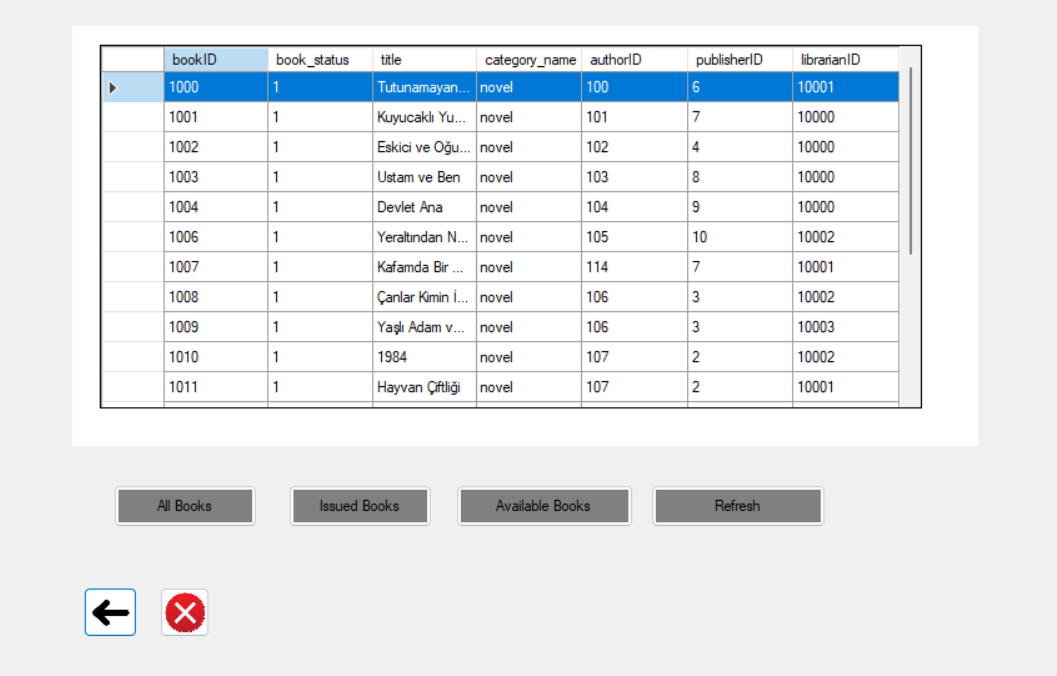 bookID book_status title category_name authorID publisherID librarianID
1000 1 Tutunamayan... novel 100 6 10001
1001 1 Kuyucaklı Yu... novel 101 7 10000
1002 1 Eskici ve Oğu... novel 102 4 10000
1003 1 Ustam ve Ben novel 103 8 10000
1004 1 Devlet Ana novel 104 9 10000
1006 1 Yeraltından N... novel 105 10 10002
1007 1 Kafamda Bir ... novel 114 7 10001
1008 1 Çanlar Kimin İ... novel 106 3 10002
1009 1 Yaşlı Adam v... novel 106 3 10003
1010 1 1984 novel 107 2 10002
1011 1 Hayvan Çiftliği novel 107 2 10001
All Books Issued Books Available Books Refresh